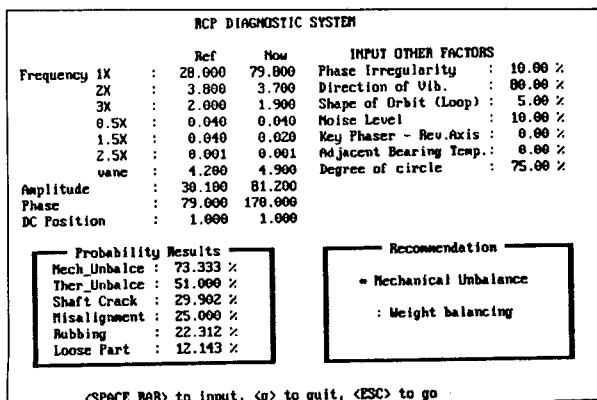 RCP DIAGNOSTIC SYSTEM
Ref Now INPUT OTHER FACTORS
Frequency 1X : 28.000 79.800 Phase Irregularity : 10.00 %
2X : 3.800 3.700 Direction of Vib. : 80.00 %
3X : 2.000 1.900 Shape of Orbit (Loop) : 5.00 %
0.5X : 0.040 0.040 Noise Level : 10.00 %
1.5X : 0.040 0.020 Key Phaser - Rev.Axis : 0.00 %
2.5X : 0.001 0.001 Adjacent Bearing Temp.: 0.00 %
vane : 4.200 4.900 Degree of circle : 75.00 %
Amplitude : 30.100 81.200
Phase : 79.000 170.000
DC Position : 1.000 1.000
Probability Results
Mech_Unbalce : 73.333 %
Ther_Unbalce : 51.000 %
Shaft Crack : 29.902 %
Misalignment : 25.000 %
Rubbing : 22.312 %
Loose Part : 12.143 %
Recommendation
* Mechanical Unbalance
: Weight balancing
<SPACE BAR> to input, <q> to quit, <ESC> to go